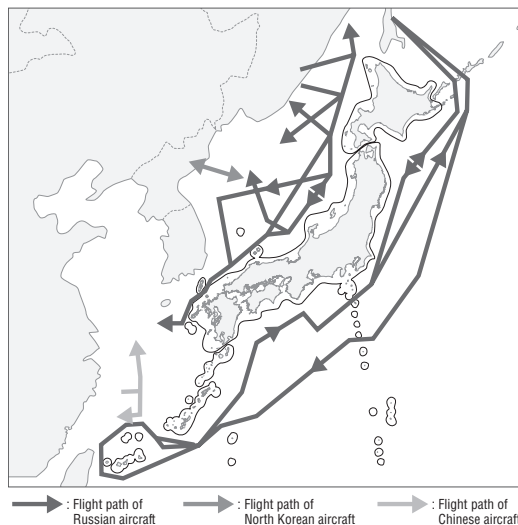 : Flight path of
Russian aircraft
: Flight path of
North Korean aircraft
: Flight path of
Chinese aircraft